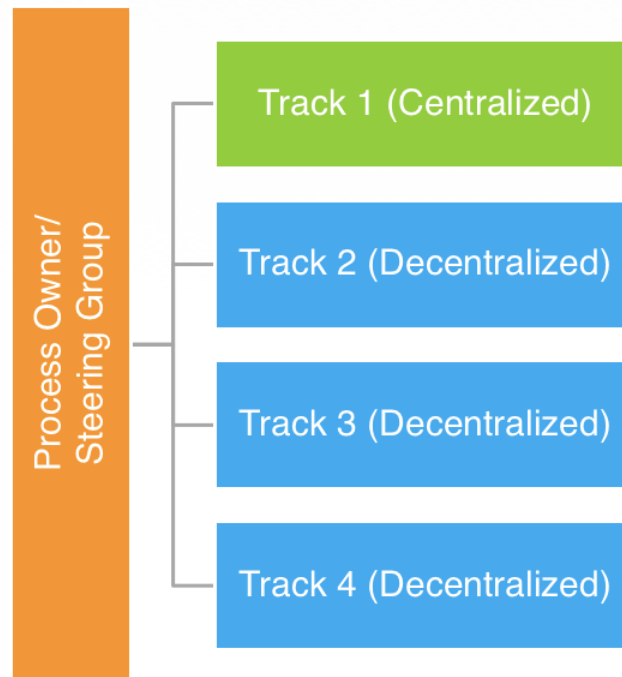 Process Owner/
Steering Group
Track 1 (Centralized)
Track 2 (Decentralized)
Track 3 (Decentralized)
Track 4 (Decentralized)